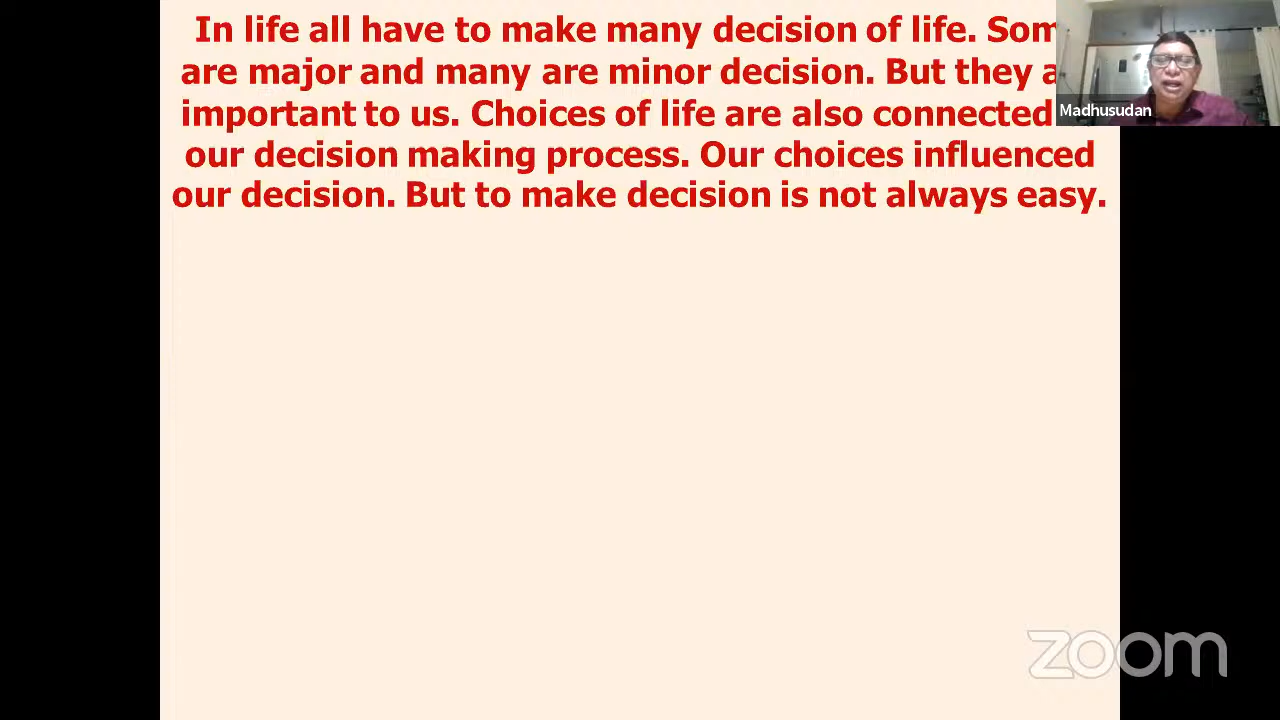 In life all have to make many decision of life. Som
are major and many are minor decision. But they a
important to us. Choices of life are also connected
our decision making process. Our choices influenced
our decision. But to make decision is not always easy.
Madhusudan
zoom